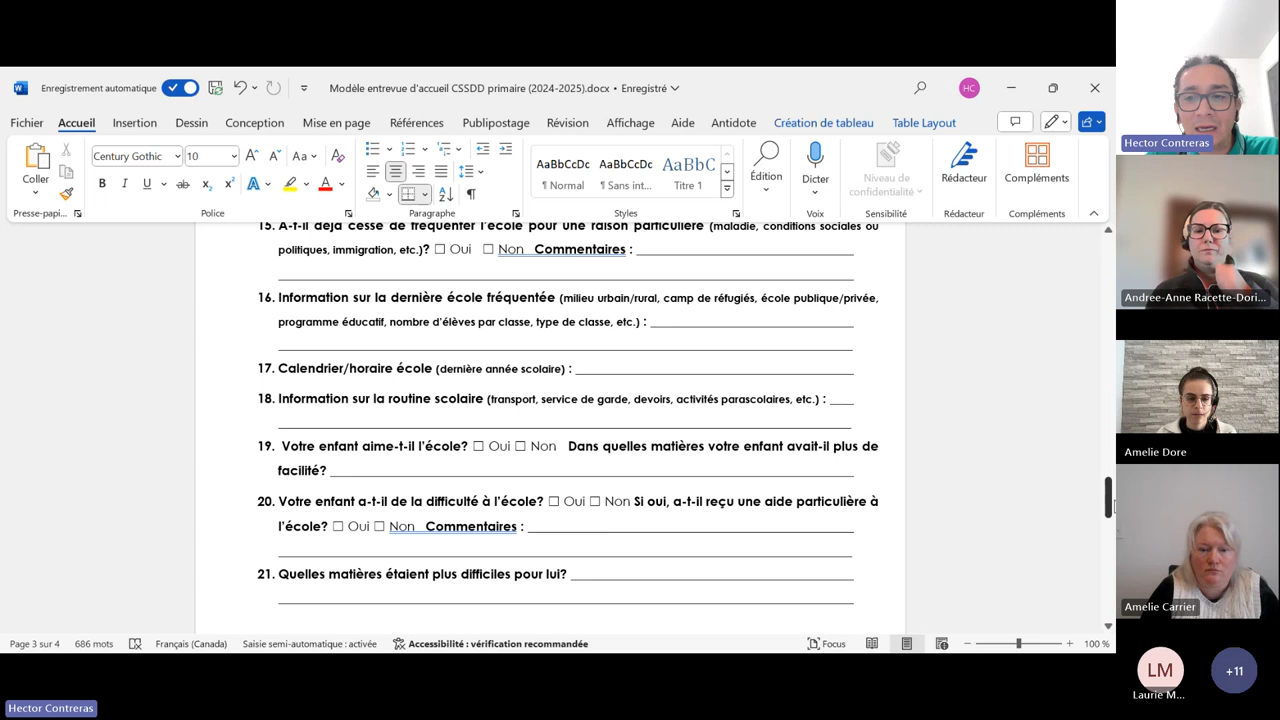 Enregistrement automatique
Modèle entrevue d'accueil CSSDD primaire (2024-2025).docx • Enregistré
HC
Fichier Accueil Insertion Dessin Conception Mise en page Références Publipostage Révision Affichage Aide Antidote Création de tableau Table Layout
Coller
Century Gothic 10
Presse-papi...
Police
Paragraphe
AaBbCcDc AaBbCcDc AaBbC
¶ Normal ¶ Sans int... Titre 1
Styles
Édition
Dicter
Voix
Niveau de confidentialité
Sensibilité
Rédacteur
Rédacteur
Compléments
Compléments
15. A-t-il déjà cessé de fréquenter l'école pour une raison particulière (maladie, conditions sociales ou
politiques, immigration, etc.)? ☐ Oui ☐ Non Commentaires :
16. Information sur la dernière école fréquentée (milieu urbain/rural, camp de réfugiés, école publique/privée,
programme éducatif, nombre d'élèves par classe, type de classe, etc.) :
17. Calendrier/horaire école (dernière année scolaire) :
18. Information sur la routine scolaire (transport, service de garde, devoirs, activités parascolaires, etc.) :
19. Votre enfant aime-t-il l'école? ☐ Oui ☐ Non Dans quelles matières votre enfant avait-il plus de
facilité?
20. Votre enfant a-t-il de la difficulté à l'école? ☐ Oui ☐ Non Si oui, a-t-il reçu une aide particulière à
l'école? ☐ Oui ☐ Non Commentaires :
21. Quelles matières étaient plus difficiles pour lui?
Page 3 sur 4 686 mots Français (Canada) Saisie semi-automatique : activée Accessibilité : vérification recommandée Focus 100 %
Hector Contreras
Hector Contreras
Andree-Anne Racette-Dori...
Amelie Dore
Amelie Carrier
LM
Laurie M...
+11